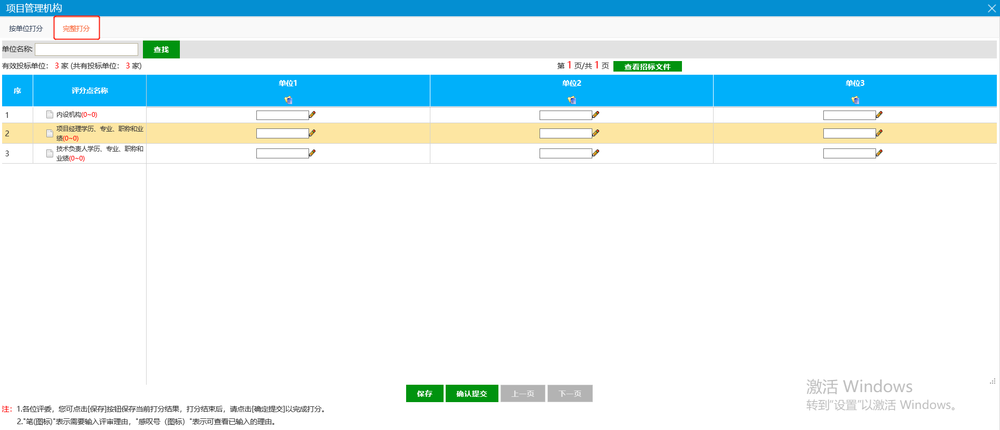 项目管理机构
按单位打分 完整打分
单位名称: 查找
有效投标单位: 3 家 (共有投标单位: 3 家) 第 1 页/共 1 页 查看招标文件
序 评分点名称 单位1 单位2 单位3
1 内设机构(0~0)
2 项目经理学历、专业、职称和业
绩(0~0)
3 技术负责人学历、专业、职称和
业绩(0~0)
保存 确认提交 上一页 下一页
注：1.各位评委，您可点击[保存]按钮保存当前打分结果，打分结束后，请点击[确定提交]以完成打分。
2."笔(图标)"表示需要输入评审理由，"感叹号（图标）"表示可查看已输入的理由。
激活 Windows
转到“设置”以激活 Windows。